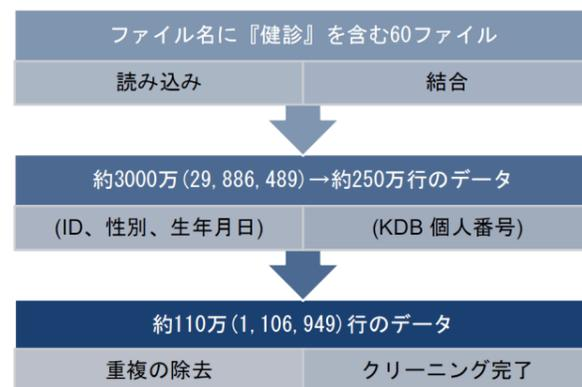 ファイル名に『健診』を含む60ファイル
読み込み
結合
約3000万(29,886,489)→約250万行のデータ
(ID、性別、生年月日)
(KDB 個人番号)
約110万(1,106,949)行のデータ
重複の除去
クリーニング完了